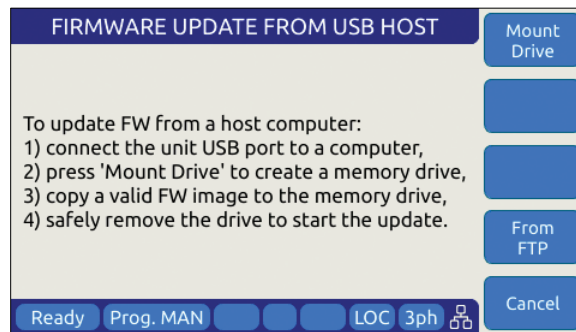 FIRMWARE UPDATE FROM USB HOST
Mount
Drive
To update FW from a host computer:
1) connect the unit USB port to a computer,
2) press 'Mount Drive' to create a memory drive,
3) copy a valid FW image to the memory drive,
4) safely remove the drive to start the update.
From
FTP
Cancel
Ready Prog. MAN LOC 3ph